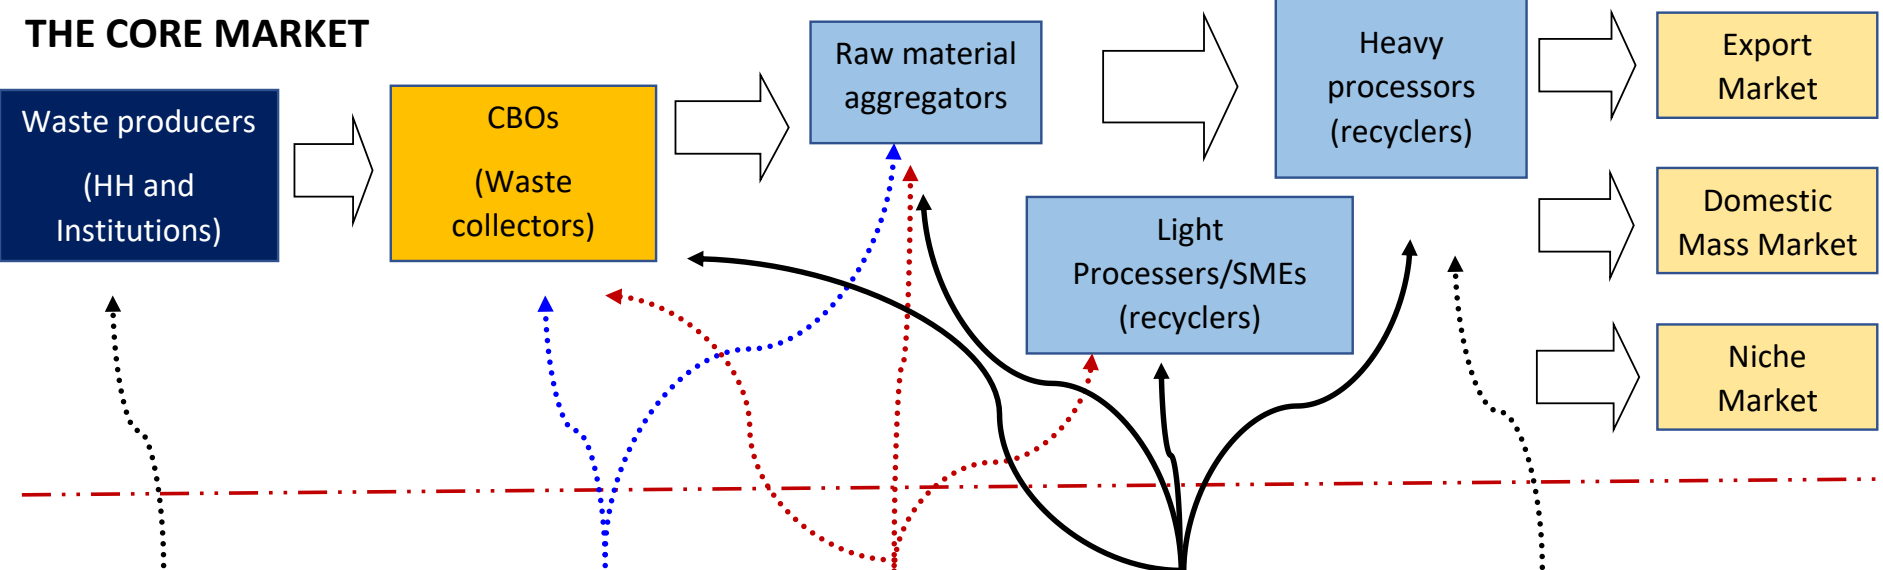 THE CORE MARKET
Waste producers
(HH and
Institutions)
CBOs
(Waste
collectors)
Raw material
aggregators
Heavy
processors
(recyclers)
Light
Processers/SMEs
(recyclers)
Export
Market
Domestic
Mass Market
Niche
Market